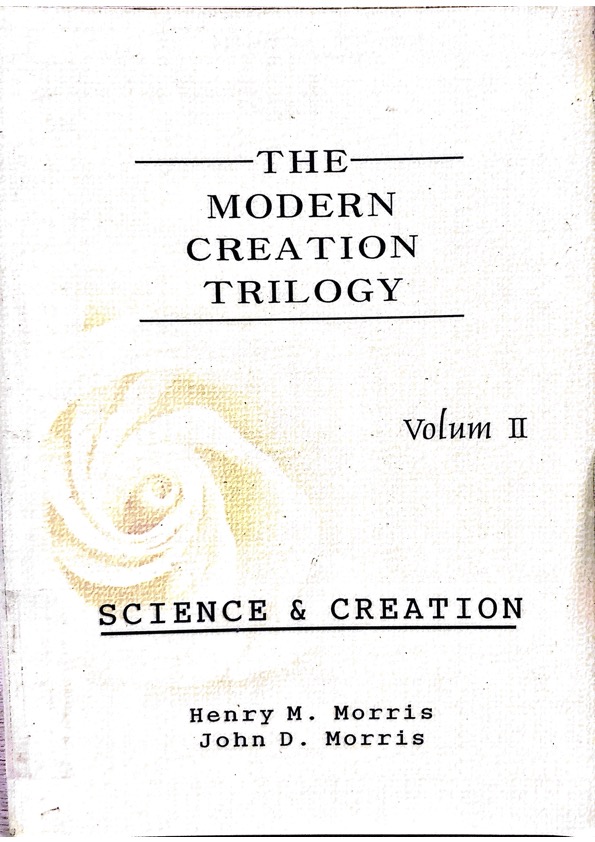 THE
MODERN
CREATION
TRILOGY
Volum II
SCIENCE & CREATION
Henry M. Morris
John D. Morris